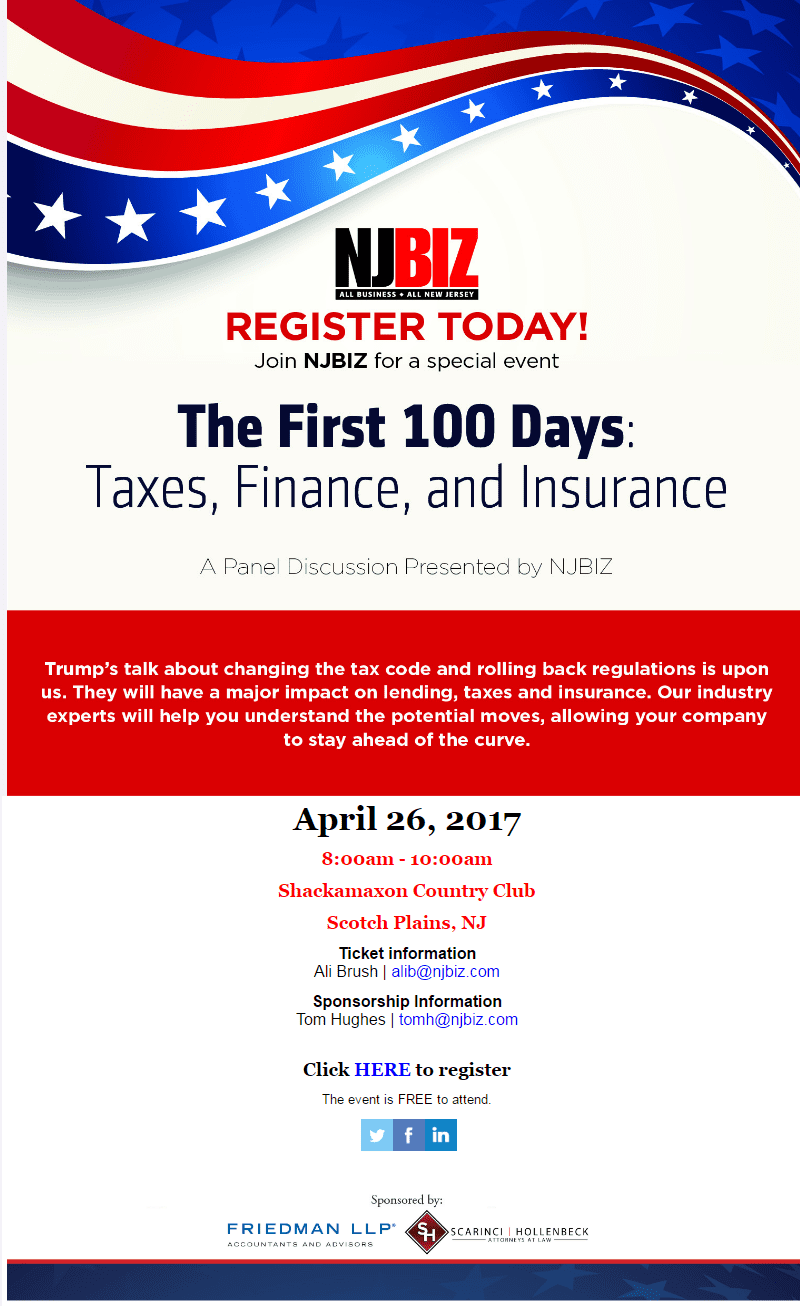 NJBIZ
ALL BUSINESS • ALL NEW JERSEY
REGISTER TODAY!
Join NJBIZ for a special event
The First 100 Days:
Taxes, Finance, and Insurance
A Panel Discussion Presented by NJBIZ
Trump's talk about changing the tax code and rolling back regulations is upon
us. They will have a major impact on lending, taxes and insurance. Our industry
experts will help you understand the potential moves, allowing your company
to stay ahead of the curve.
April 26, 2017
8:00am - 10:00am
Shackamaxon Country Club
Scotch Plains, NJ
Ticket information
Ali Brush | alib@njbiz.com
Sponsorship Information
Tom Hughes | tomh@njbiz.com
Click HERE to register
The event is FREE to attend.
f in
Sponsored by:
FRIEDMAN LLP®
ACCOUNTANTS AND ADVISORS
SH
SCARINCI | HOLLENBECK
ATTORNEYS AT LAW